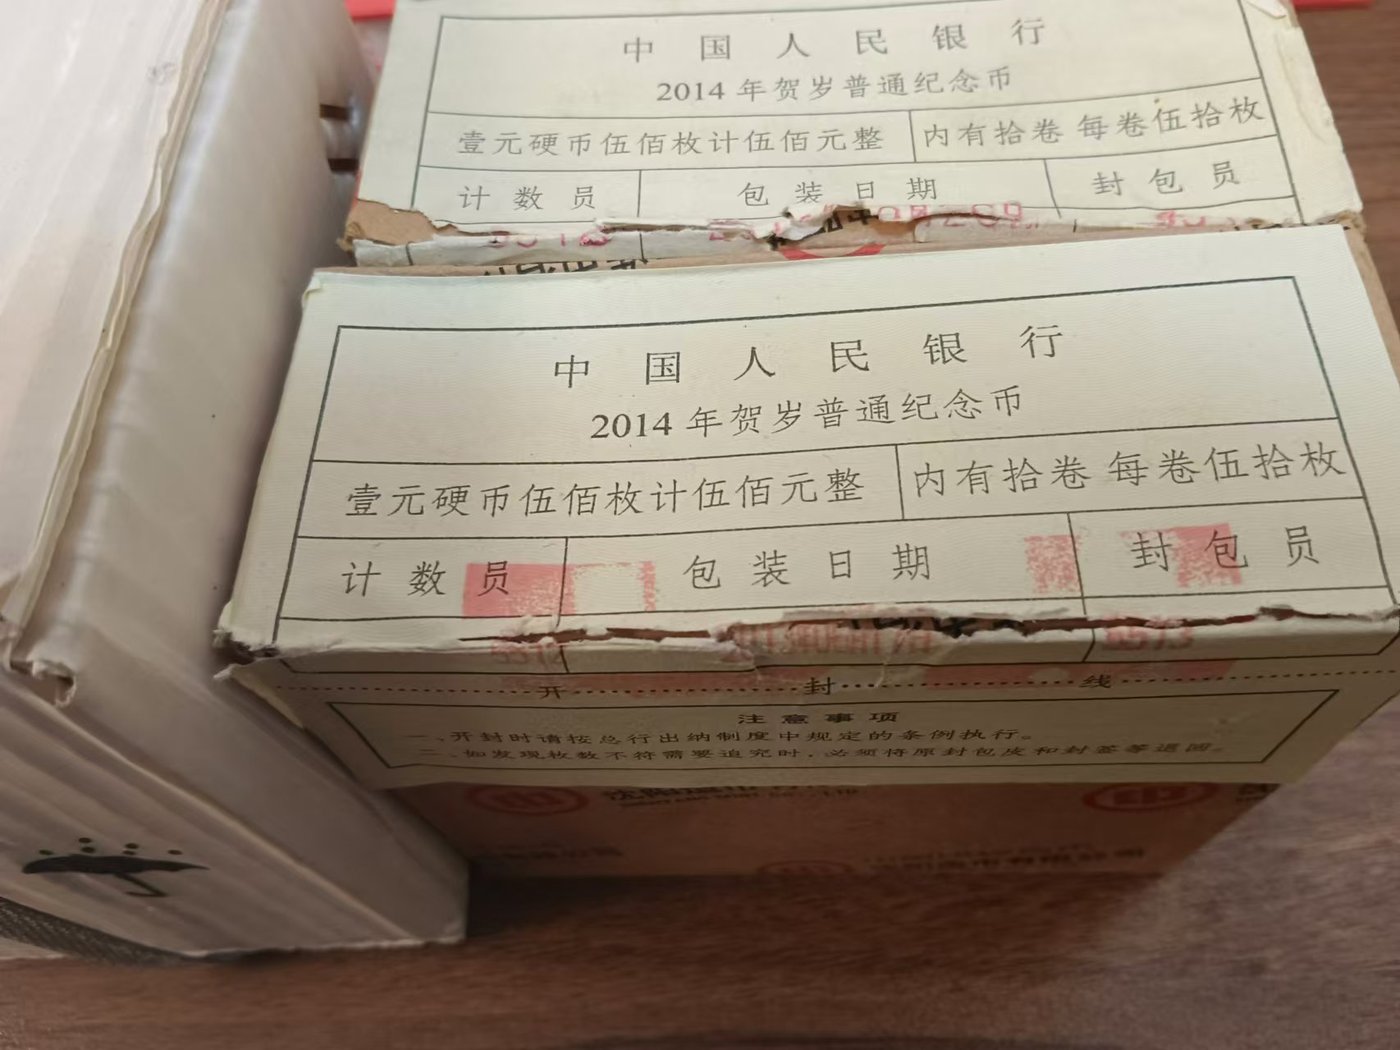 中国人民银行
2014年贺岁普通纪念币
壹元硬币伍佰枚计伍佰元整 内有拾卷 每卷伍拾枚
计数员 包装日期 封包员
中国人民银行
2014年贺岁普通纪念币
壹元硬币伍佰枚计伍佰元整 内有拾卷 每卷伍拾枚
计数员 包装日期 封包员
开封线
注意事项
一、开封时请按总行出纳制度中规定的条例执行。
二、如发现枚数不符需要追究时，必须将原封包皮和封签等退回。